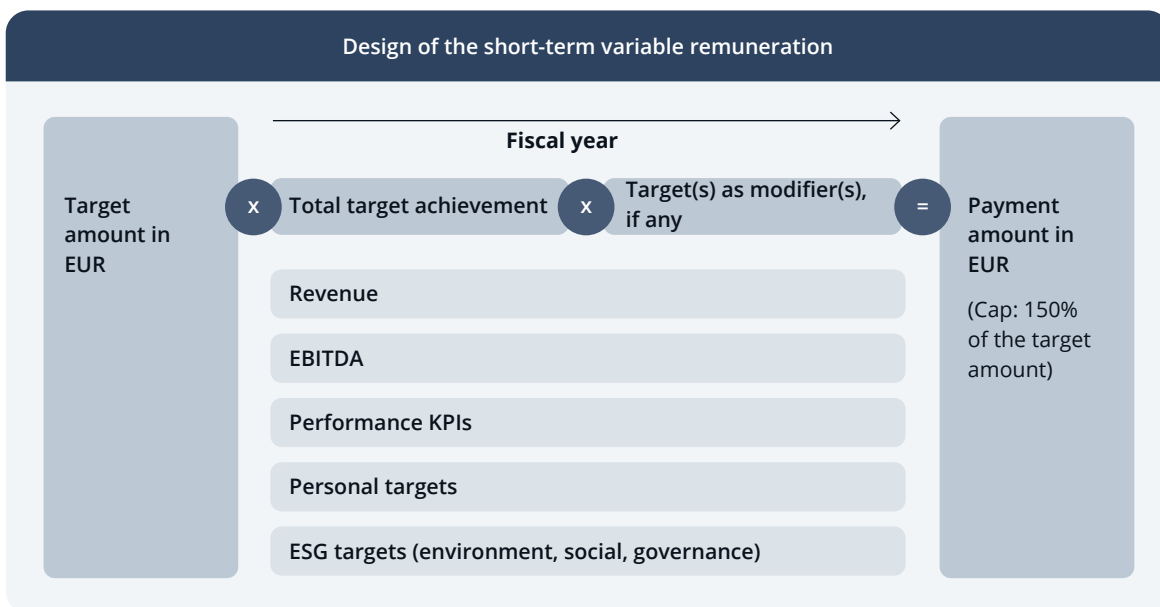 Design of the short-term variable remuneration
Fiscal year
Target
amount in
EUR
x
Total target achievement
x
Target(s) as modifier(s),
if any
=
Payment
amount in
EUR
(Cap: 150%
of the target
amount)
Revenue
EBITDA
Performance KPIs
Personal targets
ESG targets (environment, social, governance)